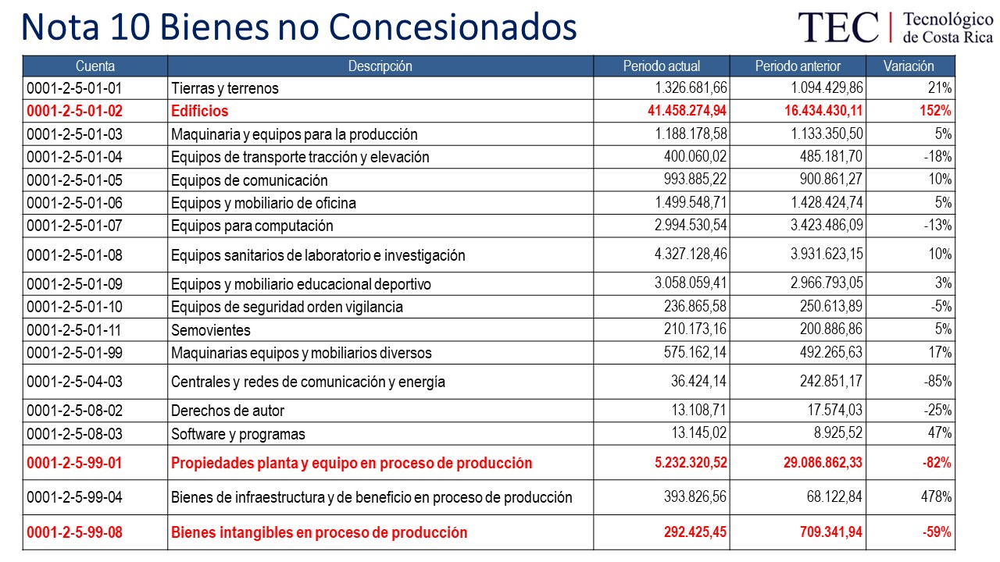 Nota 10 Bienes no Concesionados
TEC | Tecnológico
de Costa Rica
Cuenta Descripción Periodo actual Periodo anterior Variación
0001-2-5-01-01 Tierras y terrenos 1.326.681,66 1.094.429,86 21%
0001-2-5-01-02 Edificios 41.458.274,94 16.434.430,11 152%
0001-2-5-01-03 Maquinaria y equipos para la producción 1.188.178,58 1.133.350,50 5%
0001-2-5-01-04 Equipos de transporte tracción y elevación 400.060,02 485.181,70 -18%
0001-2-5-01-05 Equipos de comunicación 993.885,22 900.861,27 10%
0001-2-5-01-06 Equipos y mobiliario de oficina 1.499.548,71 1.428.424,74 5%
0001-2-5-01-07 Equipos para computación 2.994.530,54 3.423.486,09 -13%
0001-2-5-01-08 Equipos sanitarios de laboratorio e investigación 4.327.128,46 3.931.623,15 10%
0001-2-5-01-09 Equipos y mobiliario educacional deportivo 3.058.059,41 2.966.793,05 3%
0001-2-5-01-10 Equipos de seguridad orden vigilancia 236.865,58 250.613,89 -5%
0001-2-5-01-11 Semovientes 210.173,16 200.886,86 5%
0001-2-5-01-99 Maquinarias equipos y mobiliarios diversos 575.162,14 492.265,63 17%
0001-2-5-04-03 Centrales y redes de comunicación y energía 36.424,14 242.851,17 -85%
0001-2-5-08-02 Derechos de autor 13.108,71 17.574,03 -25%
0001-2-5-08-03 Software y programas 13.145,02 8.925,52 47%
0001-2-5-99-01 Propiedades planta y equipo en proceso de producción 5.232.320,52 29.086.862,33 -82%
0001-2-5-99-04 Bienes de infraestructura y de beneficio en proceso de producción 393.826,56 68.122,84 478%
0001-2-5-99-08 Bienes intangibles en proceso de producción 292.425,45 709.341,94 -59%